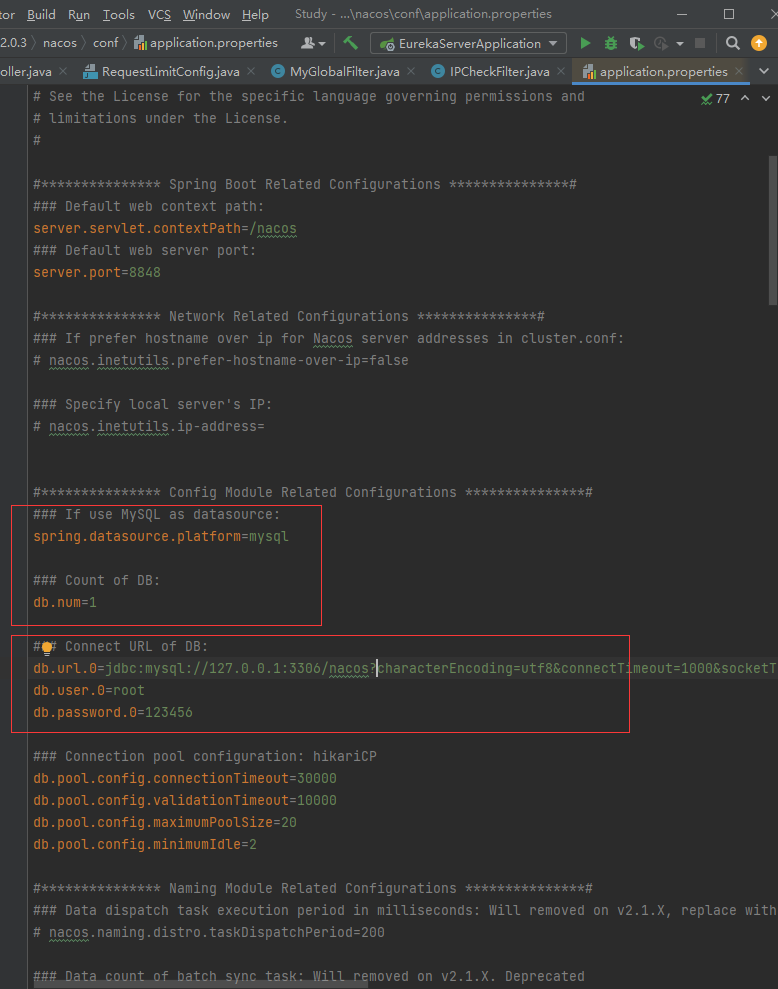 tor Build Run Tools VCS Window Help Study - ...\nacos\conf\application.properties
2.0.3 nacos conf application.properties EurekaServerApplication
oller.java RequestLimitConfig.java MyGlobalFilter.java IPCheckFilter.java application.properties
# See the License for the specific language governing permissions and
77
# limitations under the License.
#
#*************** Spring Boot Related Configurations ***************#
### Default web context path:
server.servlet.contextPath=/nacos
### Default web server port:
server.port=8848
#*************** Network Related Configurations ***************#
### If prefer hostname over ip for Nacos server addresses in cluster.conf:
# nacos.inetutils.prefer-hostname-over-ip=false
### Specify local server's IP:
# nacos.inetutils.ip-address=
#*************** Config Module Related Configurations ***************#
### If use MySQL as datasource:
spring.datasource.platform=mysql
### Count of DB:
db.num=1
### Connect URL of DB:
db.url.0=jdbc:mysql://127.0.0.1:3306/nacos?characterEncoding=utf8&connectTimeout=1000&socketT
db.user.0=root
db.password.0=123456
### Connection pool configuration: hikariCP
db.pool.config.connectionTimeout=30000
db.pool.config.validationTimeout=10000
db.pool.config.maximumPoolSize=20
db.pool.config.minimumIdle=2
#*************** Naming Module Related Configurations ***************#
### Data dispatch task execution period in milliseconds: Will removed on v2.1.X, replace with
# nacos.naming.distro.taskDispatchPeriod=200
### Data count of batch sync task: Will removed on v2.1.X. Deprecated